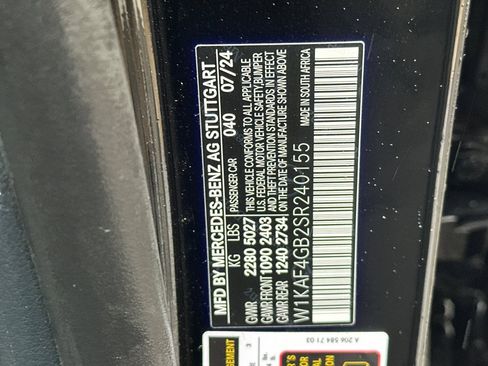 MFD BY MERCEDES-BENZ AG STUTTGART
PASSENGER CAR 040 07/24
KG LBS
GVWR 2280 5027
GAWR FRONT 1090 2403
GAWR REAR 1240 2734
THIS VEHICLE CONFORMS TO ALL APPLICABLE
U.S. FEDERAL MOTOR VEHICLE SAFETY, BUMPER
AND THEFT PREVENTION STANDARDS IN EFFECT
ON THE DATE OF MANUFACTURE SHOWN ABOVE
MADE IN SOUTH AFRICA
W1KAF4GB2SR240155
A 206 584 71 03